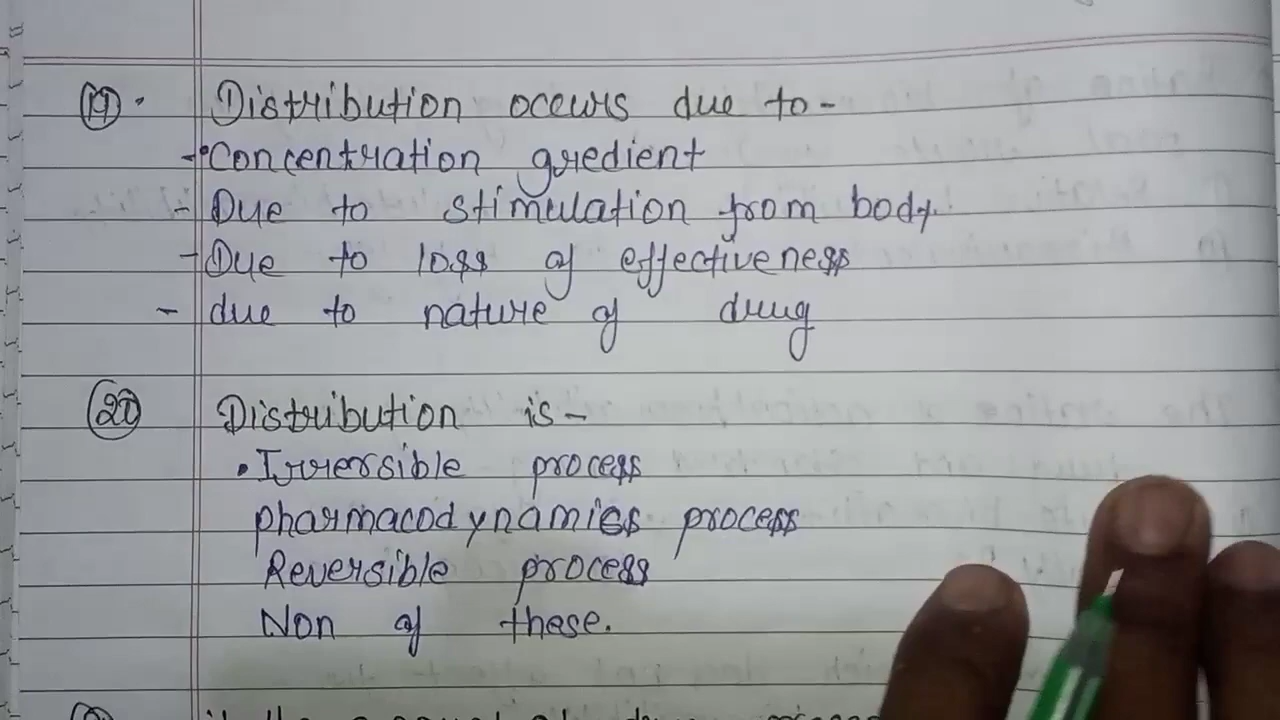 19. Distribution occurs due to-
-•Concentration gredient
- Due to stimulation from body.
- Due to loss of effectiveness
- due to nature of drug
20 Distribution is-
• Irrersible process
pharmacodynamics process
Reversible process
Non of these.